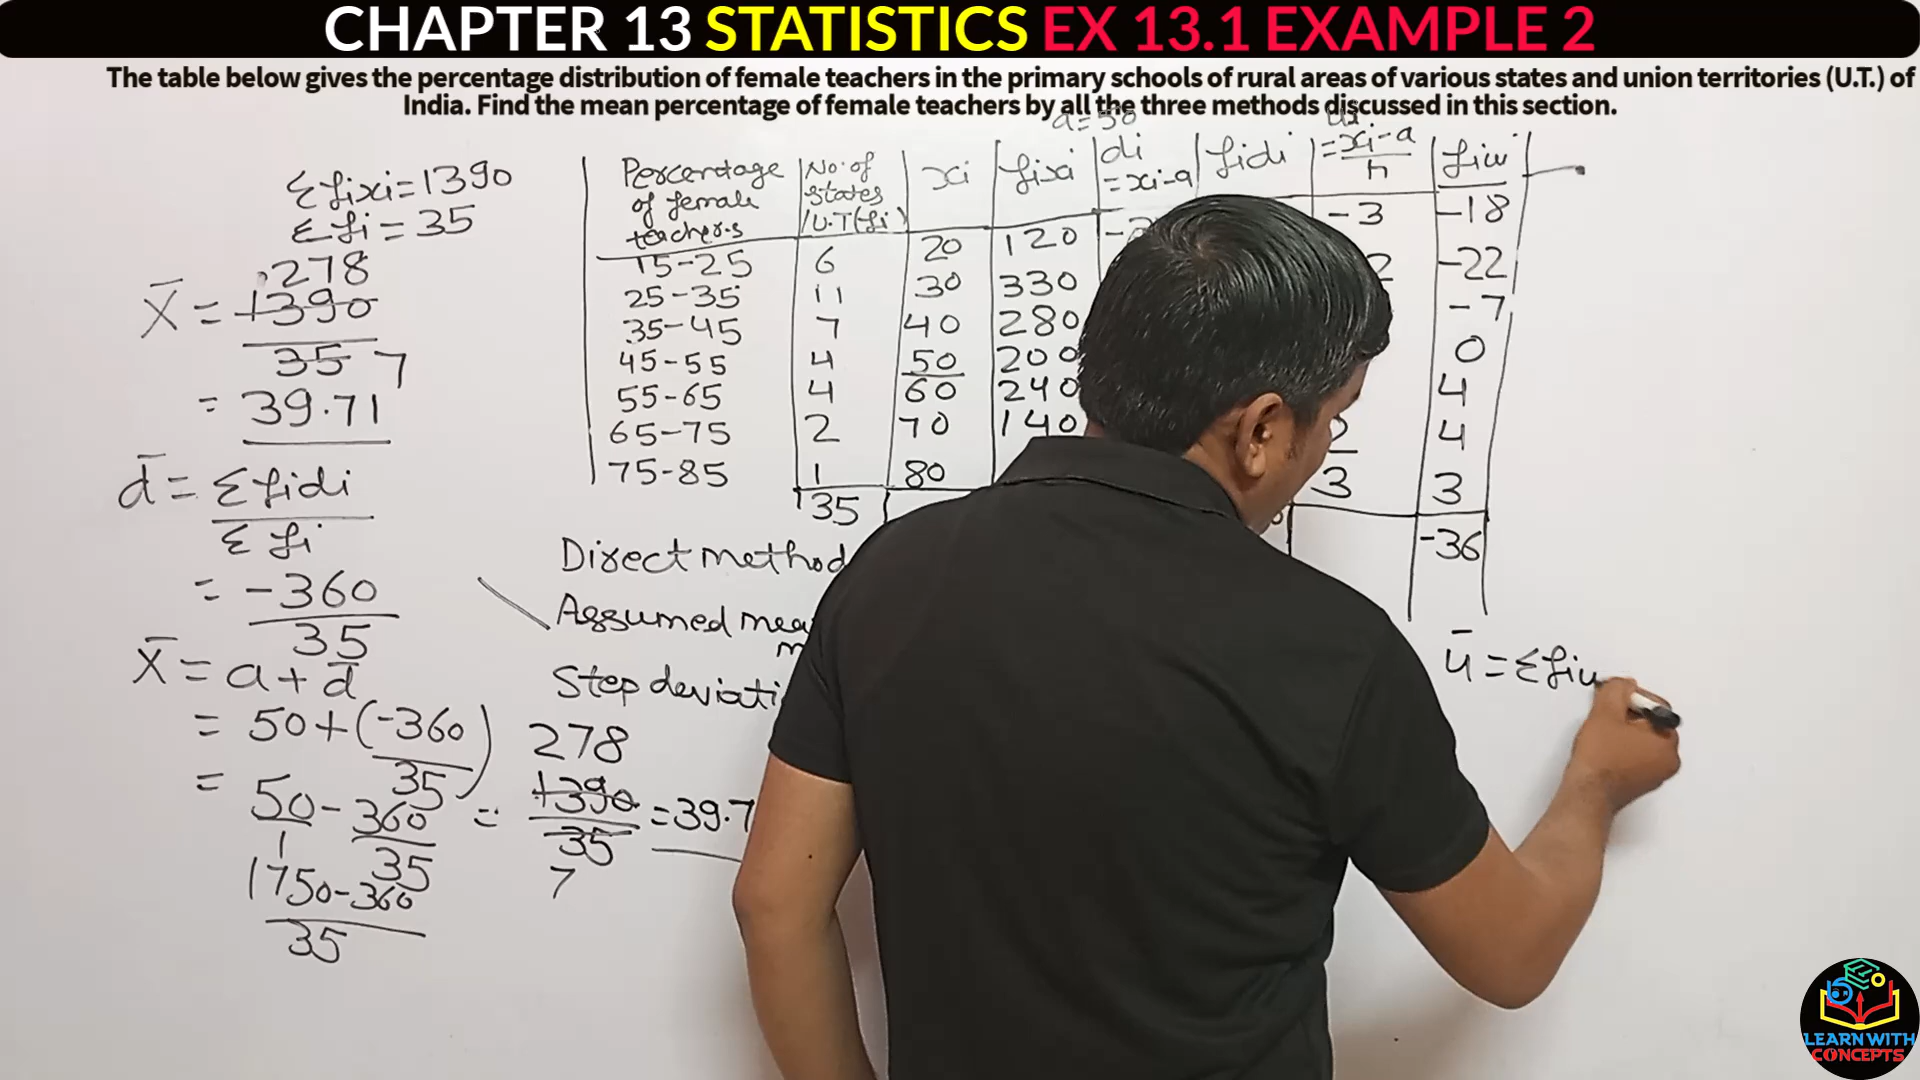 CHAPTER 13 STATISTICS EX 13.1 EXAMPLE 2
The table below gives the percentage distribution of female teachers in the primary schools of rural areas of various states and union territories (U.T.) of
India. Find the mean percentage of female teachers by all the three methods discussed in this section.
Σfixi = 1390
Σfi = 35
278
x̄ = 1390
35 7
= 39.71
d̄ = Σfidi
Σfi
= -360
35
x̄ = a + d̄
= 50 + (-360
35)
= 50 - 360
1 35
1750-360
35
= 278
1390 = 39.7
35
7
a = 50
Percentage of female teachers | No. of states /U.T (fi) | xi | fixi | di = xi-a | fidi | = xi-a / h | fiui
15-25 6 20 120 -3 -18
25-35 11 30 330 2 -22
35-45 7 40 280 -7
45-55 4 50 200 0
55-65 4 60 240 4
65-75 2 70 140 2 4
75-85 1 80 3 3
35 -36
Direct method
Assumed mea
Step deviati
ū = Σfiu
LEARN WITH
CONCEPTS